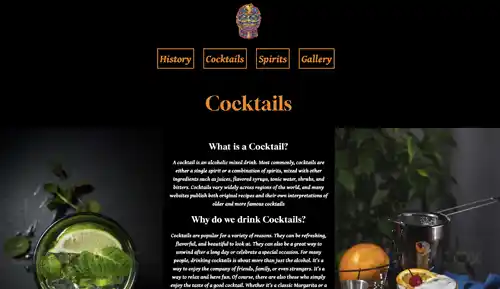 History
Cocktails
Spirits
Gallery
Cocktails
What is a Cocktail?
A cocktail is an alcoholic mixed drink. Most commonly, cocktails are
either a single spirit or a combination of spirits, mixed with other
ingredients such as juices, flavored syrups, tonic water, shrubs, and
bitters. Cocktails vary widely across regions of the world, and many
websites publish both original recipes and their own interpretations of
older and more famous cocktails
Why do we drink Cocktails?
Cocktails are popular for a variety of reasons. They can be refreshing,
flavorful, and beautiful to look at. They can also be a great way to
unwind after a long day or celebrate a special occasion. For many
people, drinking cocktails is about more than just the alcohol. It's a
way to enjoy the company of friends, family, or even strangers. It's a
way to relax and have fun. Of course, there are also those who simply
enjoy the taste of a good cocktail. Whether it's a classic Margarita or a